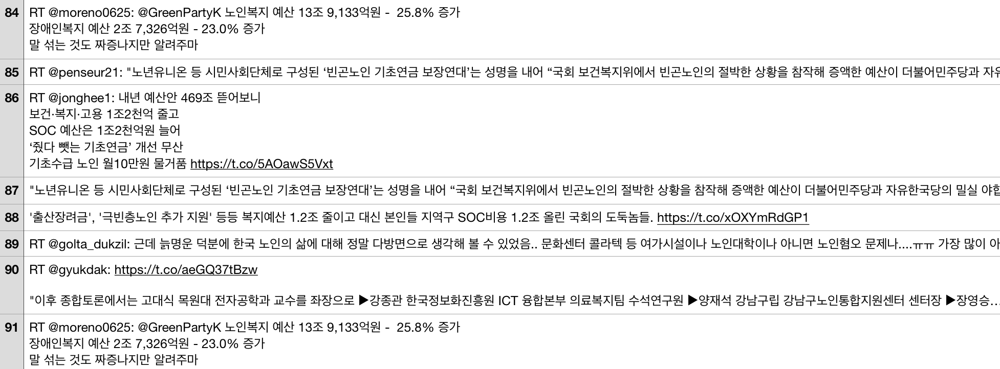 84 RT @moreno0625: @GreenPartyK 노인복지 예산 13조 9,133억원 -  25.8% 증가
장애인복지 예산 2조 7,326억원 - 23.0% 증가
말 섞는 것도 짜증나지만 알려주마
85 RT @penseur21: "노년유니온 등 시민사회단체로 구성된 ‘빈곤노인 기초연금 보장연대’는 성명을 내어 “국회 보건복지위에서 빈곤노인의 절박한 상황을 참작해 증액한 예산이 더불어민주당과 자유
86 RT @jonghee1: 내년 예산안 469조 뜯어보니
보건·복지·고용 1조2천억 줄고
SOC 예산은 1조2천억원 늘어
‘줬다 뺏는 기초연금’ 개선 무산
기초수급 노인 월10만원 물거품 https://t.co/5AOawS5Vxt
87 "노년유니온 등 시민사회단체로 구성된 ‘빈곤노인 기초연금 보장연대’는 성명을 내어 “국회 보건복지위에서 빈곤노인의 절박한 상황을 참작해 증액한 예산이 더불어민주당과 자유한국당의 밀실 야합
88 '출산장려금', '극빈층노인 추가 지원' 등등 복지예산 1.2조 줄이고 대신 본인들 지역구 SOC비용 1.2조 올린 국회의 도둑놈들. https://t.co/xOXYmRdGP1
89 RT @golta_dukzil: 근데 늙명운 덕분에 한국 노인의 삶에 대해 정말 다방면으로 생각해 볼 수 있었음.. 문화센터 콜라텍 등 여가시설이나 노인대학이나 아니면 노인혐오 문제나....ㅠㅠ 가장 많이 아
90 RT @gyukdak: https://t.co/aeGQ37tBzw
"이후 종합토론에서는 고대식 목원대 전자공학과 교수를 좌장으로 ▶강종관 한국정보화진흥원 ICT 융합본부 의료복지팀 수석연구원 ▶양재석 강남구립 강남구노인통합지원센터 센터장 ▶장영승…
91 RT @moreno0625: @GreenPartyK 노인복지 예산 13조 9,133억원 -  25.8% 증가
장애인복지 예산 2조 7,326억원 - 23.0% 증가
말 섞는 것도 짜증나지만 알려주마